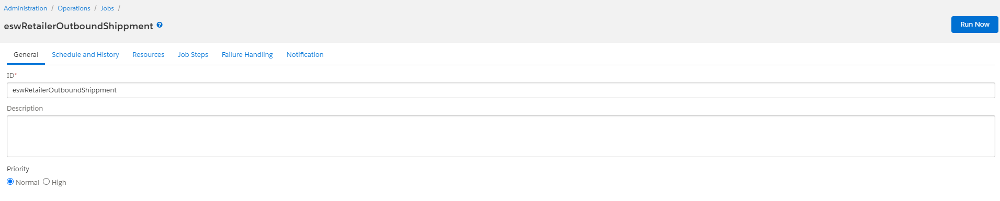 Administration / Operations / Jobs /
eswRetailerOutboundShippment ?
Run Now
General Schedule and History Resources Job Steps Failure Handling Notification
ID*
eswRetailerOutboundShippment
Description
Priority
Normal High